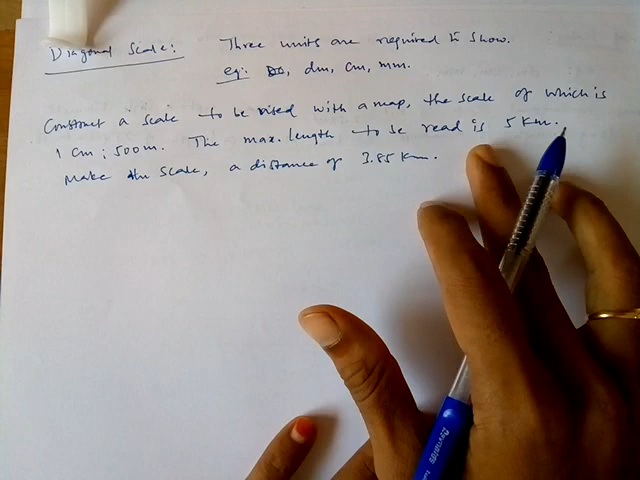 Diagonal Scale: Three units are required to show.
eg: dm, cm, mm.
Construct a scale to be used with a map, the scale of which is
1 cm : 500m. The max. length to be read is 5 km.
Make the scale, a distance of 3.85 km.